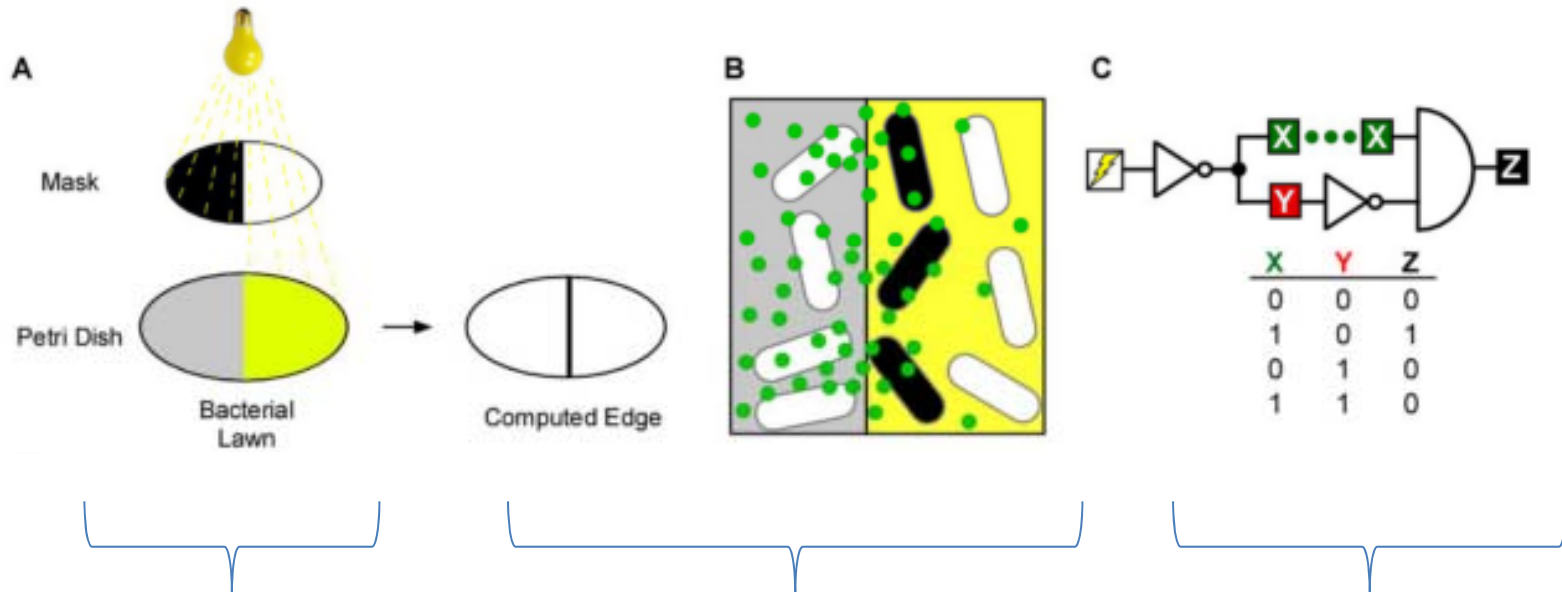 A
Mask
Petri Dish
Bacterial
Lawn
Computed Edge
B
C
X X
Y
Z
X Y Z
0 0 0
1 0 1
0 1 0
1 1 0